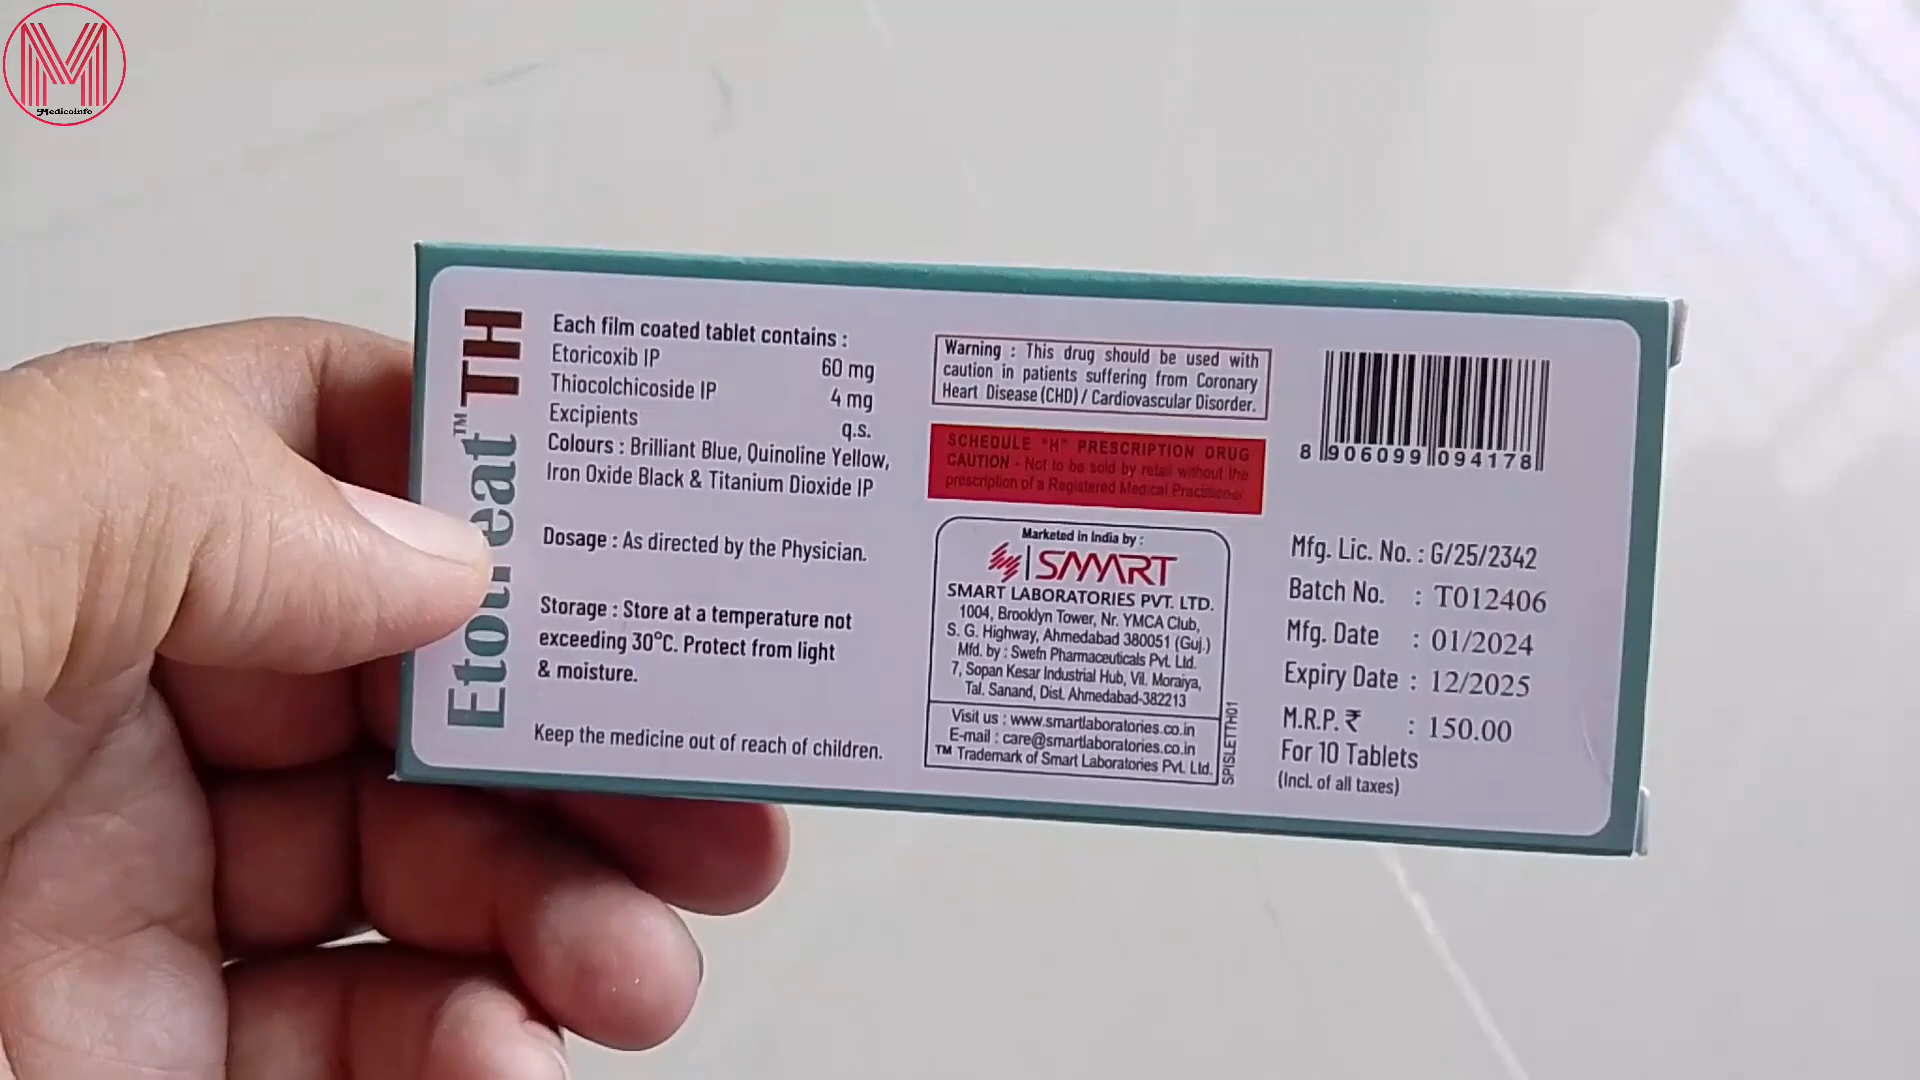 M
Medicoinfo
TH
Each film coated tablet contains :
Etoricoxib IP 60 mg
Thiocolchicoside IP 4 mg
Excipients q.s.
Colours : Brilliant Blue, Quinoline Yellow,
Iron Oxide Black & Titanium Dioxide IP
Dosage : As directed by the Physician.
Storage : Store at a temperature not
exceeding 30°C. Protect from light
& moisture.
Keep the medicine out of reach of children.
Warning : This drug should be used with
caution in patients suffering from Coronary
Heart Disease (CHD) / Cardiovascular Disorder.
SCHEDULE "H" PRESCRIPTION DRUG
CAUTION - Not to be sold by retail without the
prescription of a Registered Medical Practitioner
Marketed in India by :
SMART
SMART LABORATORIES PVT. LTD.
1004, Brooklyn Tower, Nr. YMCA Club,
S. G. Highway, Ahmedabad 380051 (Guj.)
Mfd. by : Swefn Pharmaceuticals Pvt. Ltd.
7, Sopan Kesar Industrial Hub, Vil. Moraiya,
Tal. Sanand, Dist. Ahmedabad-382213
Visit us : www.smartlaboratories.co.in
E-mail : care@smartlaboratories.co.in
™ Trademark of Smart Laboratories Pvt. Ltd.
SPISLETTH01
8 906099 094178
Mfg. Lic. No. : G/25/2342
Batch No. : T012406
Mfg. Date : 01/2024
Expiry Date : 12/2025
M.R.P. ₹ : 150.00
For 10 Tablets
(Incl. of all taxes)